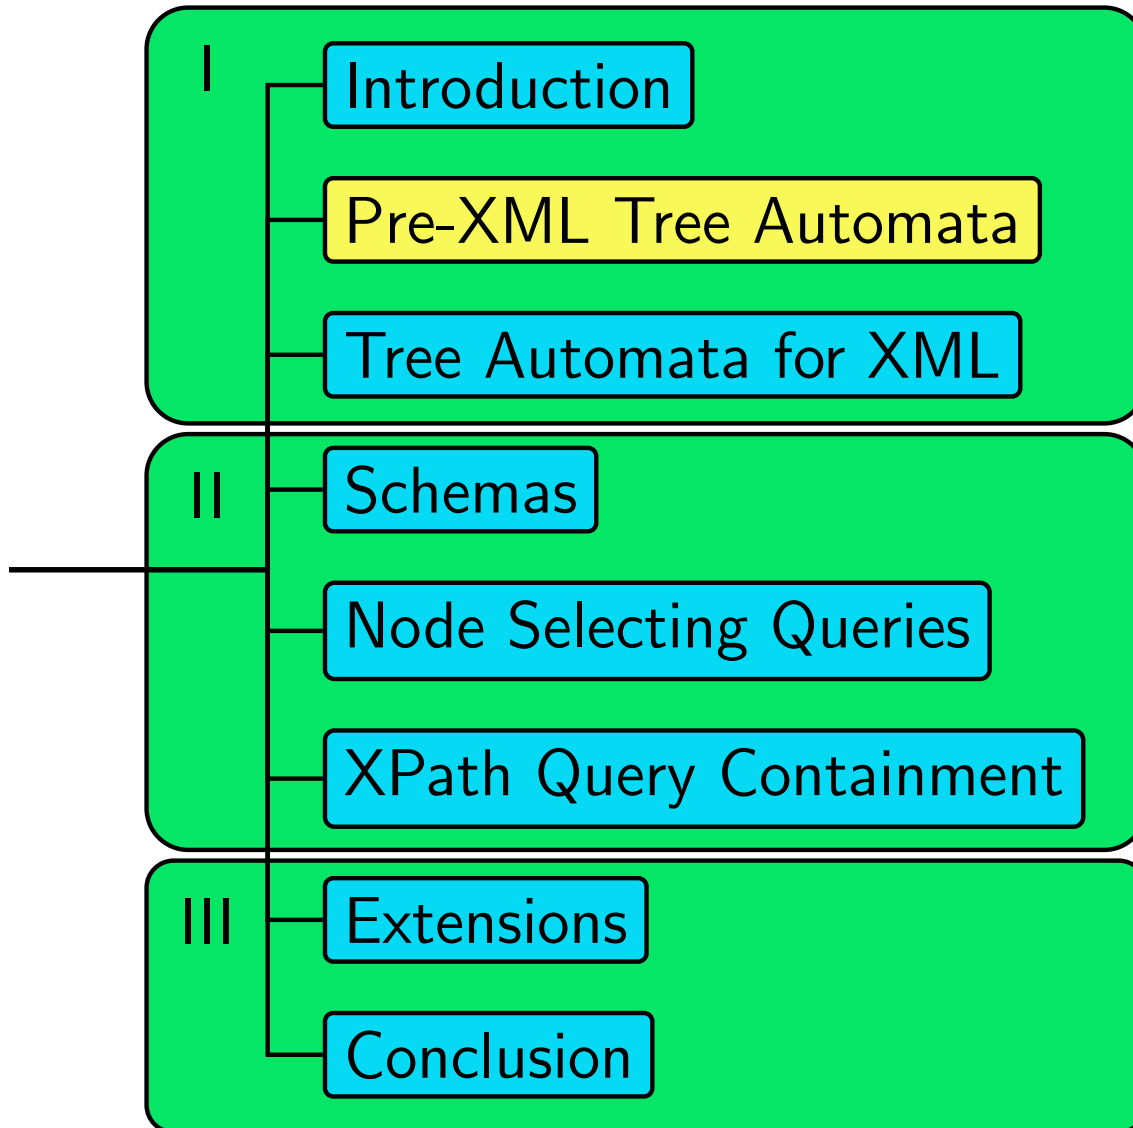 I
Introduction
Pre-XML Tree Automata
Tree Automata for XML
II
Schemas
Node Selecting Queries
XPath Query Containment
III
Extensions
Conclusion